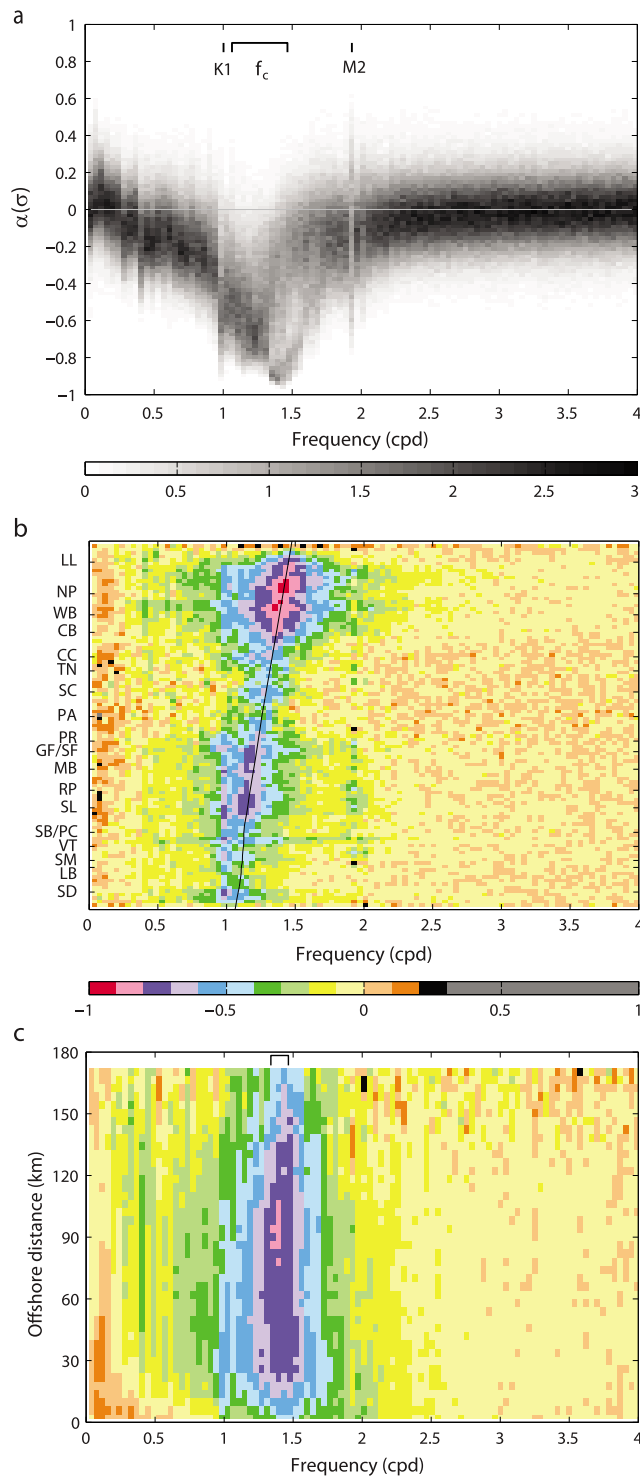 a
1
0.8
0.6
0.4
0.2
0
−0.2
−0.4
−0.6
−0.8
−1
α(σ)
K1 fc M2
0 0.5 1 1.5 2 2.5 3 3.5 4
Frequency (cpd)
0 0.5 1 1.5 2 2.5 3
b
LL
NP
WB
CB
CC
TN
SC
PA
PR
GF/SF
MB
RP
SL
SB/PC
VT
SM
LB
SD
0 0.5 1.0 1.5 2 2.5 3 3.5 4
Frequency (cpd)
−1 −0.5 0 0.5 1
c
180
150
120
90
60
30
0
Offshore distance (km)
0 0.5 1 1.5 2 2.5 3 3.5 4
Frequency (cpd)